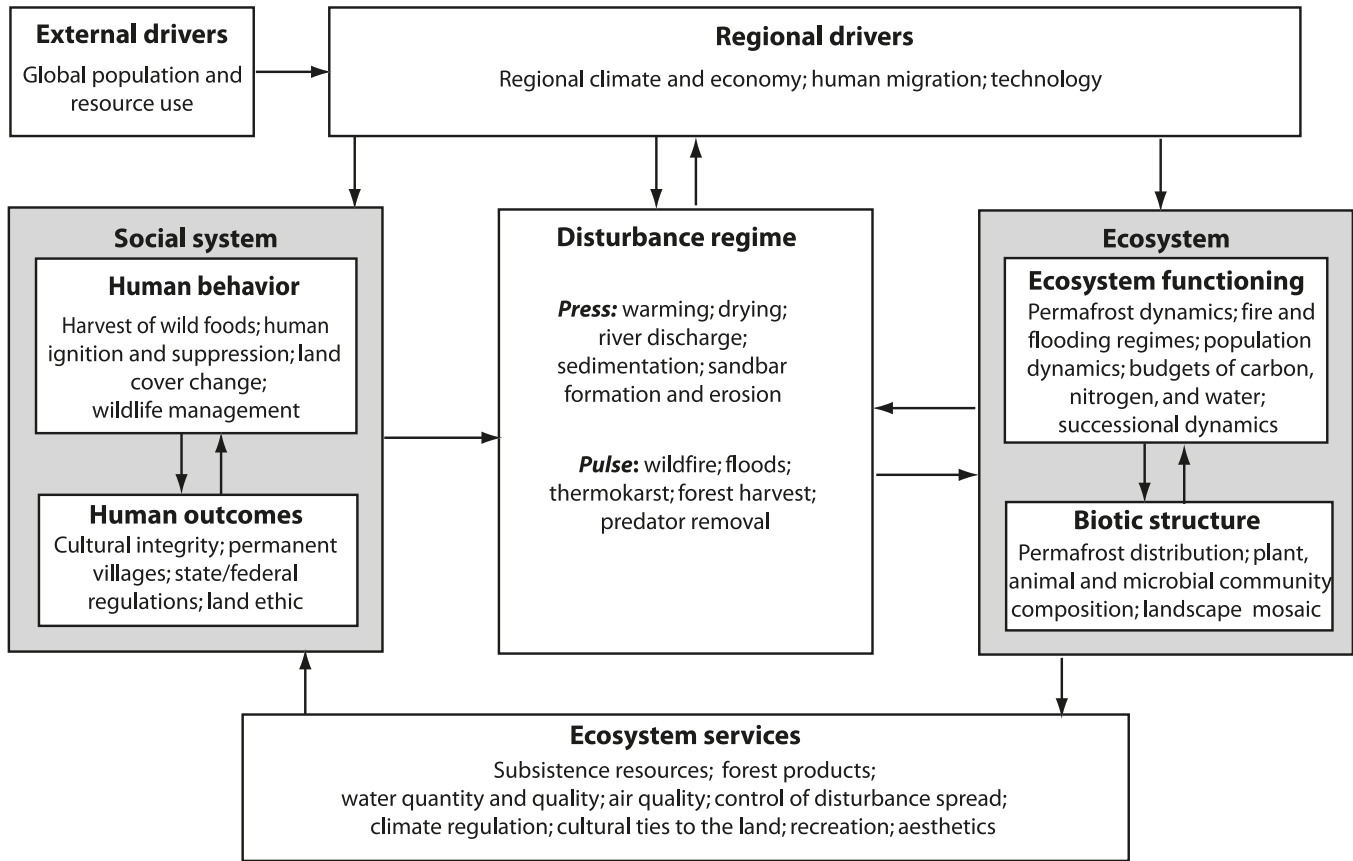 External drivers
Global population and
resource use
Regional drivers
Regional climate and economy; human migration; technology
Social system
Human behavior
Harvest of wild foods; human
ignition and suppression; land
cover change;
wildlife management
Human outcomes
Cultural integrity; permanent
villages; state/federal
regulations; land ethic
Disturbance regime
Press: warming; drying;
river discharge;
sedimentation; sandbar
formation and erosion
Pulse: wildfire; floods;
thermokarst; forest harvest;
predator removal
Ecosystem
Ecosystem functioning
Permafrost dynamics; fire and
flooding regimes; population
dynamics; budgets of carbon,
nitrogen, and water;
successional dynamics
Biotic structure
Permafrost distribution; plant,
animal and microbial community
composition; landscape mosaic
Ecosystem services
Subsistence resources; forest products;
water quantity and quality; air quality; control of disturbance spread;
climate regulation; cultural ties to the land; recreation; aesthetics